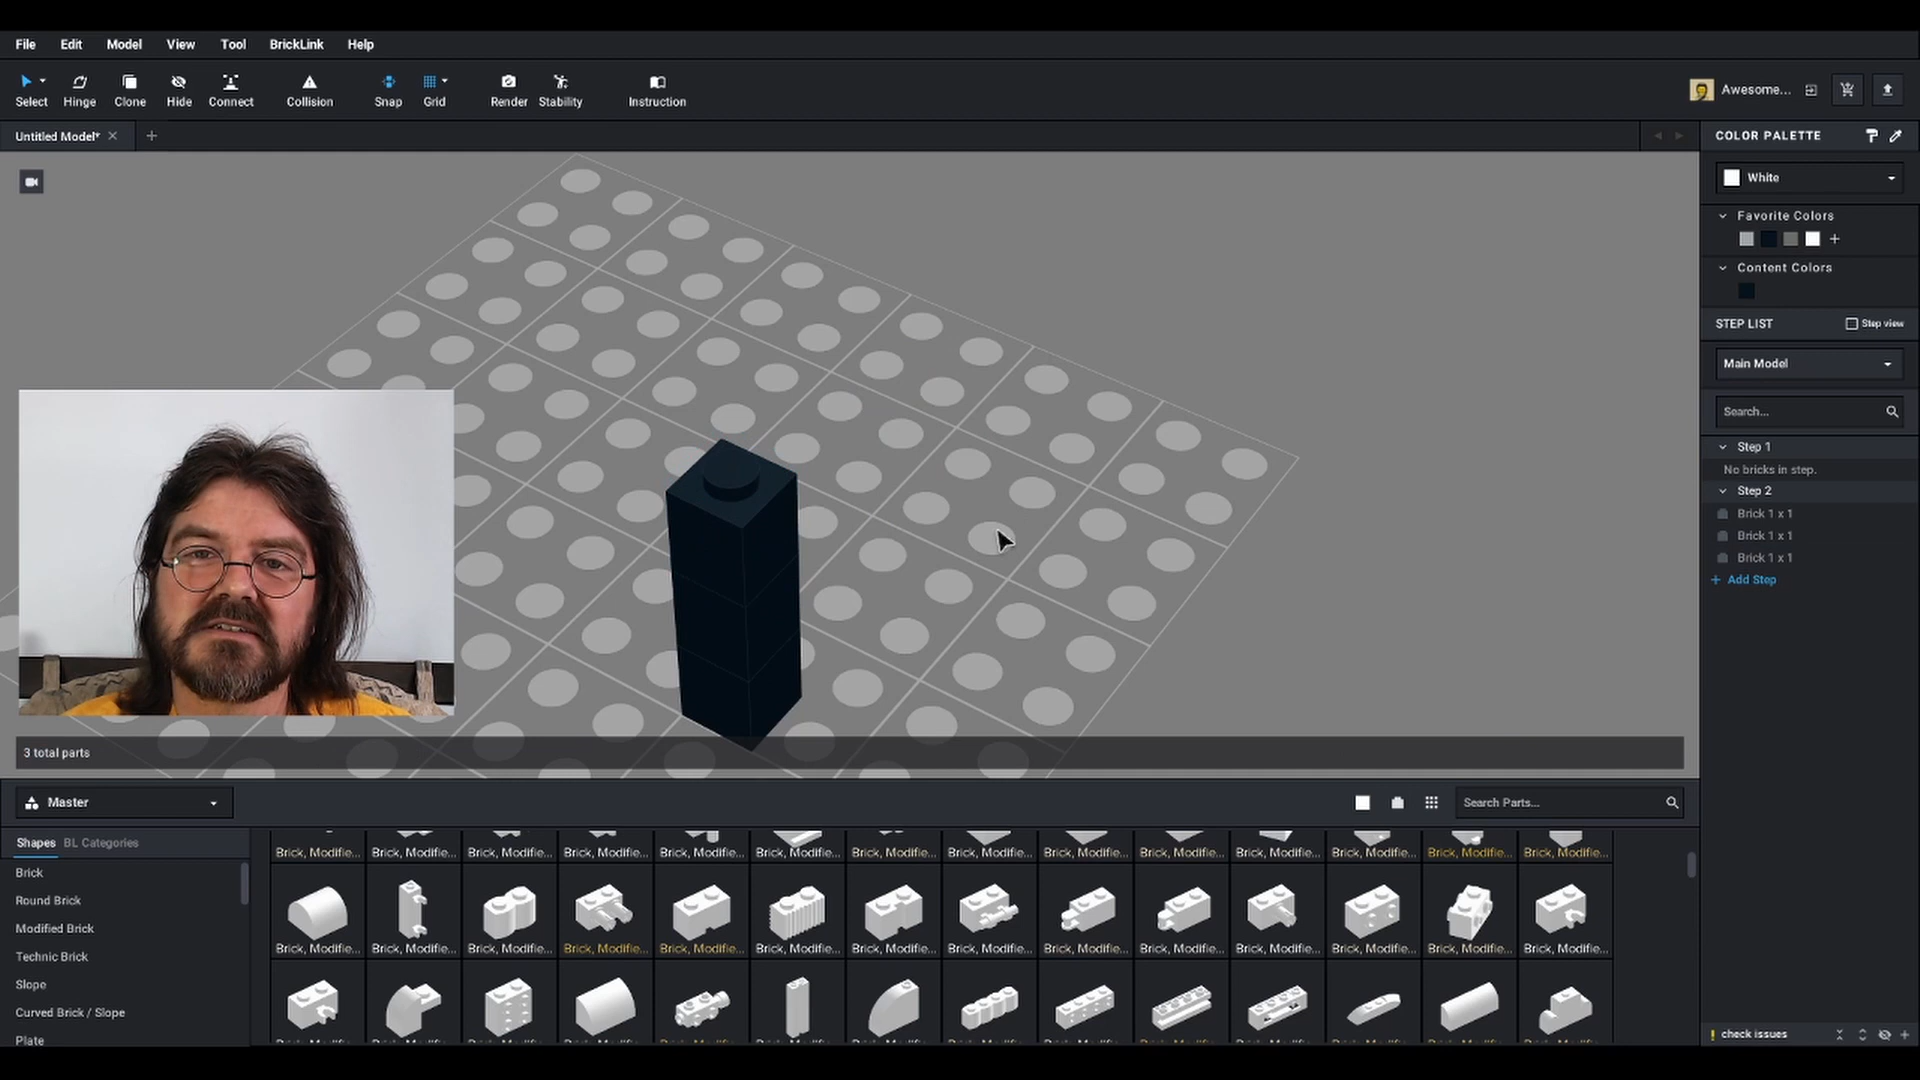 File Edit Model View Tool BrickLink Help
Select Hinge Clone Hide Connect Collision Snap Grid Render Stability Instruction
Awesome...
Untitled Model*
COLOR PALETTE
White
Favorite Colors
Content Colors
STEP LIST Step view
Main Model
Search...
Step 1
No bricks in step.
Step 2
Brick 1 x 1
Brick 1 x 1
Brick 1 x 1
Add Step
3 total parts
Master
Search Parts...
Shapes BL Categories
Brick
Round Brick
Modified Brick
Technic Brick
Slope
Curved Brick / Slope
Plate
Brick, Modifie... Brick, Modifie... Brick, Modifie... Brick, Modifie... Brick, Modifie... Brick, Modifie... Brick, Modifie... Brick, Modifie... Brick, Modifie... Brick, Modifie... Brick, Modifie... Brick, Modifie... Brick, Modifie... Brick, Modifie...
Brick, Modifie... Brick, Modifie... Brick, Modifie... Brick, Modifie... Brick, Modifie... Brick, Modifie... Brick, Modifie... Brick, Modifie... Brick, Modifie... Brick, Modifie... Brick, Modifie... Brick, Modifie... Brick, Modifie... Brick, Modifie...
check issues